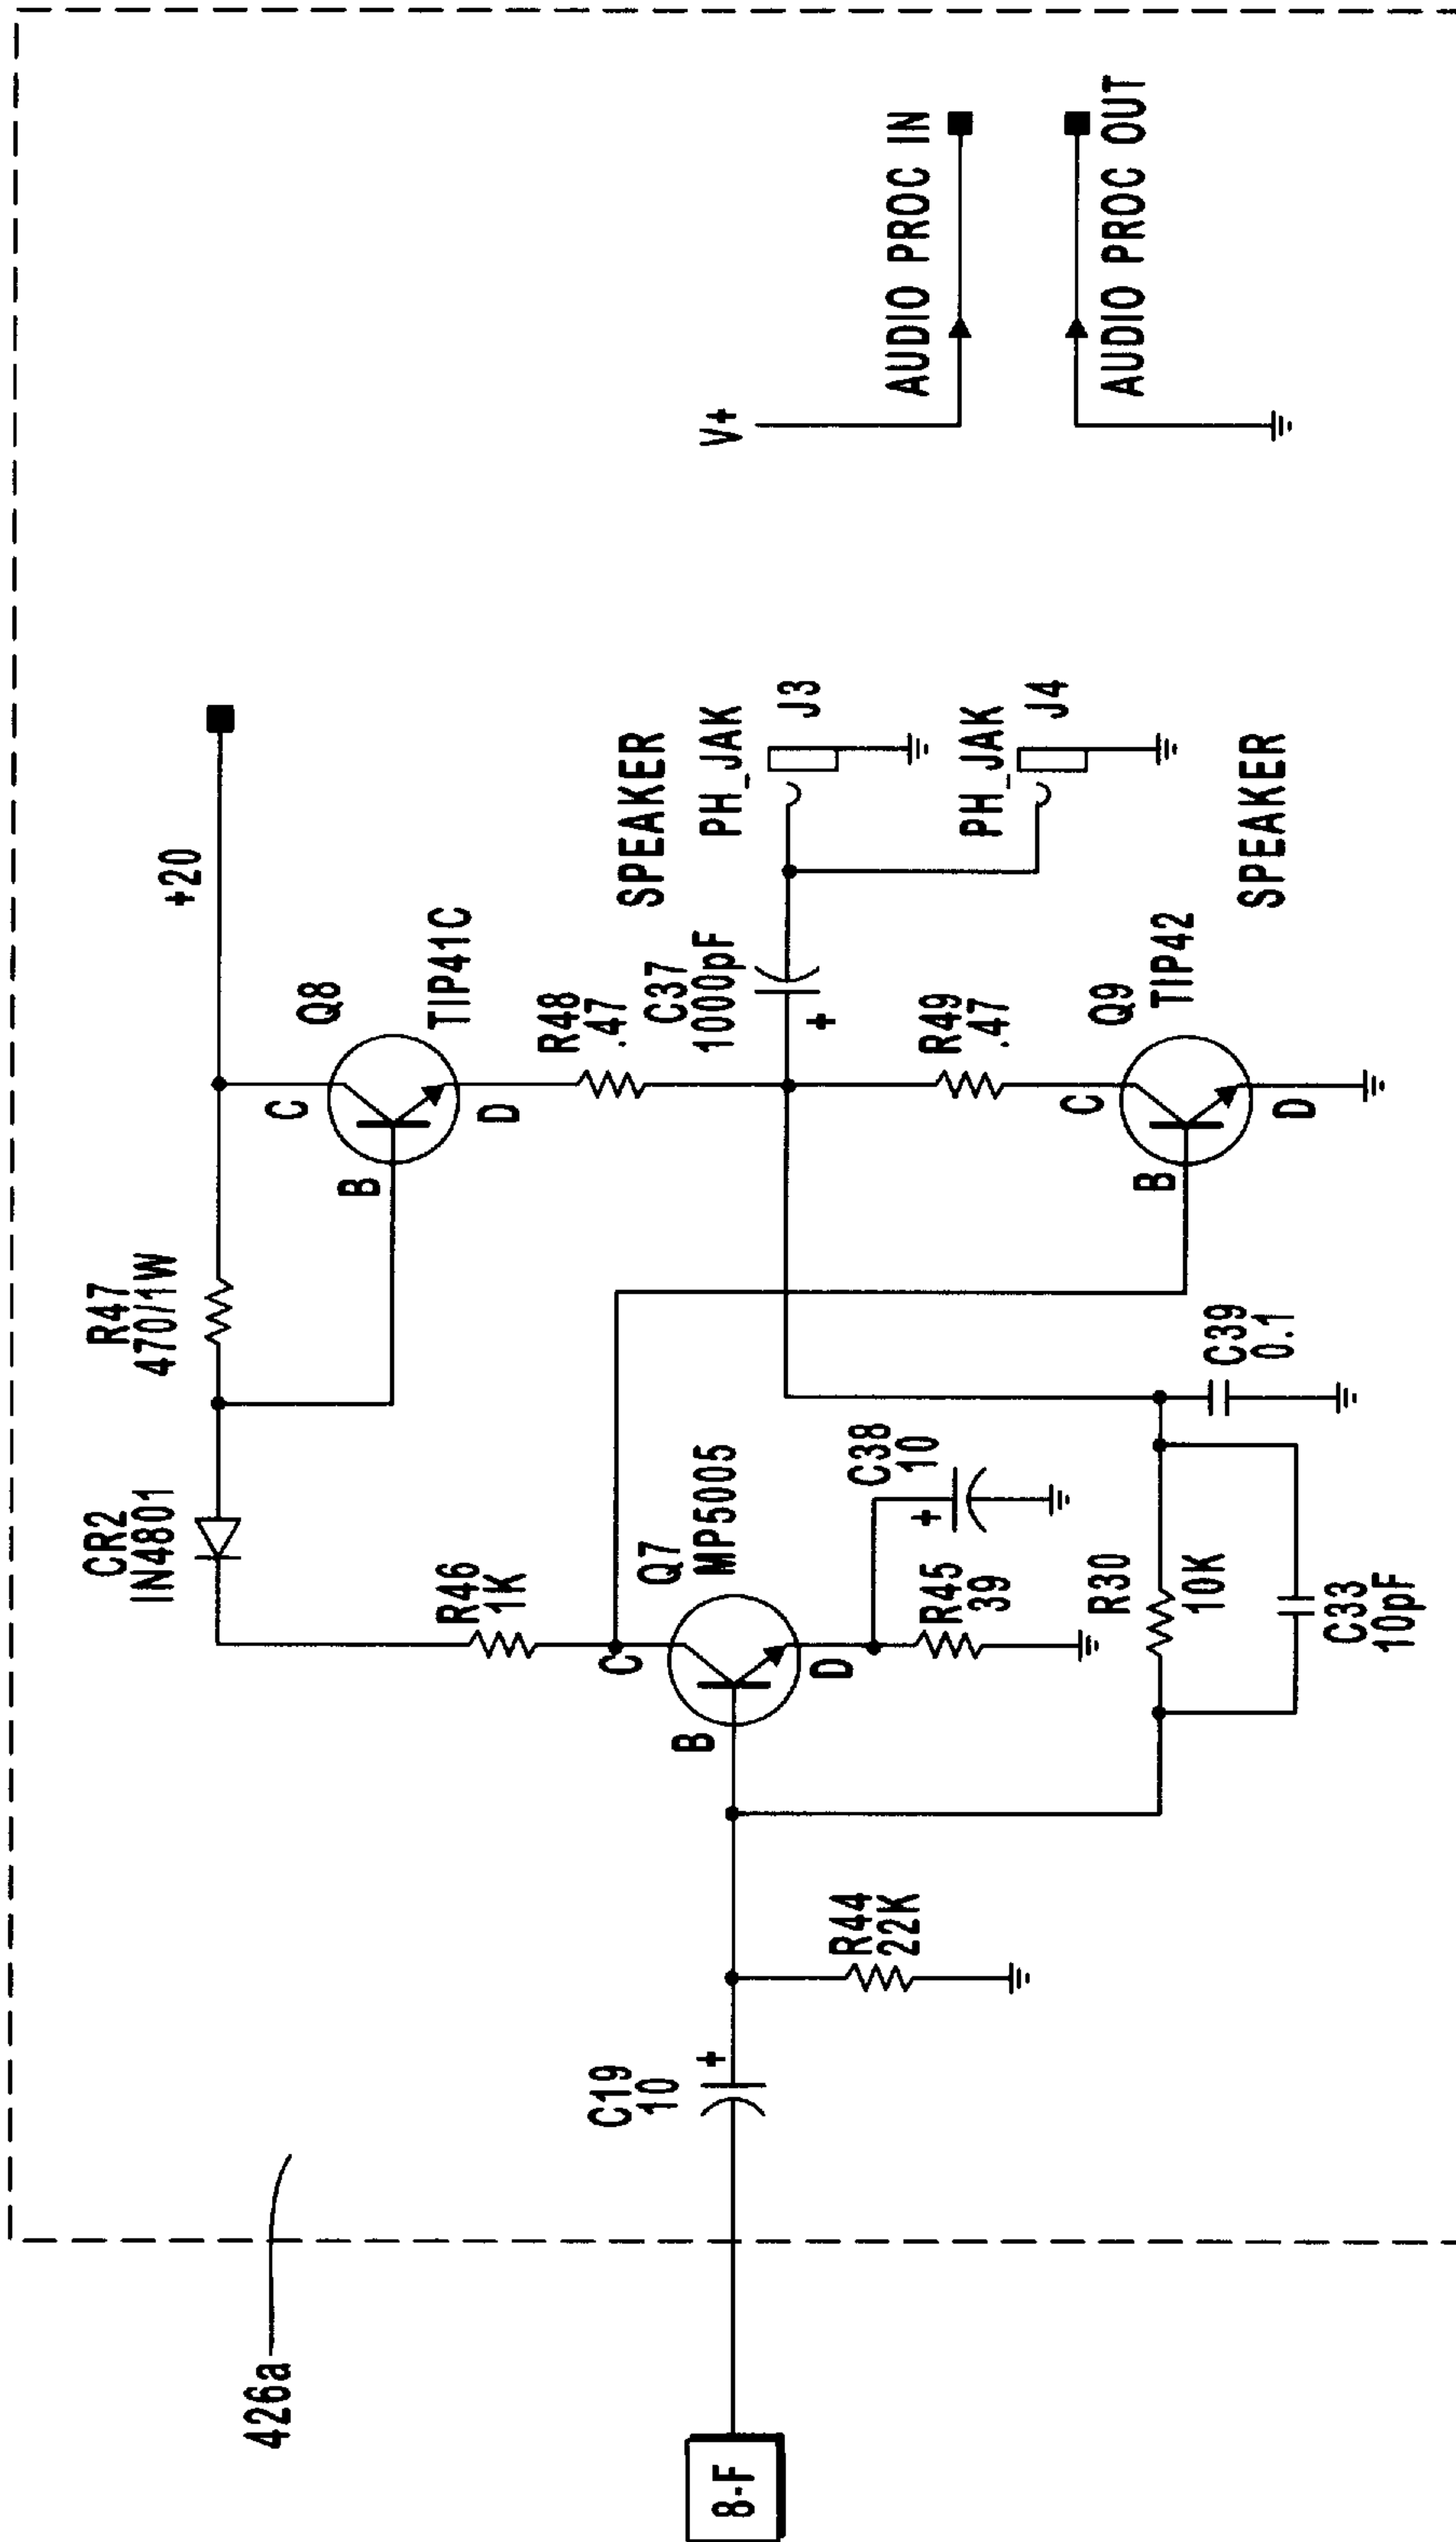 426a
8-F
C19
10
+
R44
22K
CR2
IN4801
R47
470/1W
+20
R46
1K
C
Q7
MP5005
B
D
R45
39
C38
10
+
R30
10K
C33
10pF
C39
0.1
Q8
TIP41C
C
B
D
R48
.47
C37
1000pF
+
R49
.47
Q9
TIP42
C
B
D
SPEAKER
PH_JAK
J3
PH_JAK
J4
SPEAKER
V+
AUDIO PROC IN
AUDIO PROC OUT